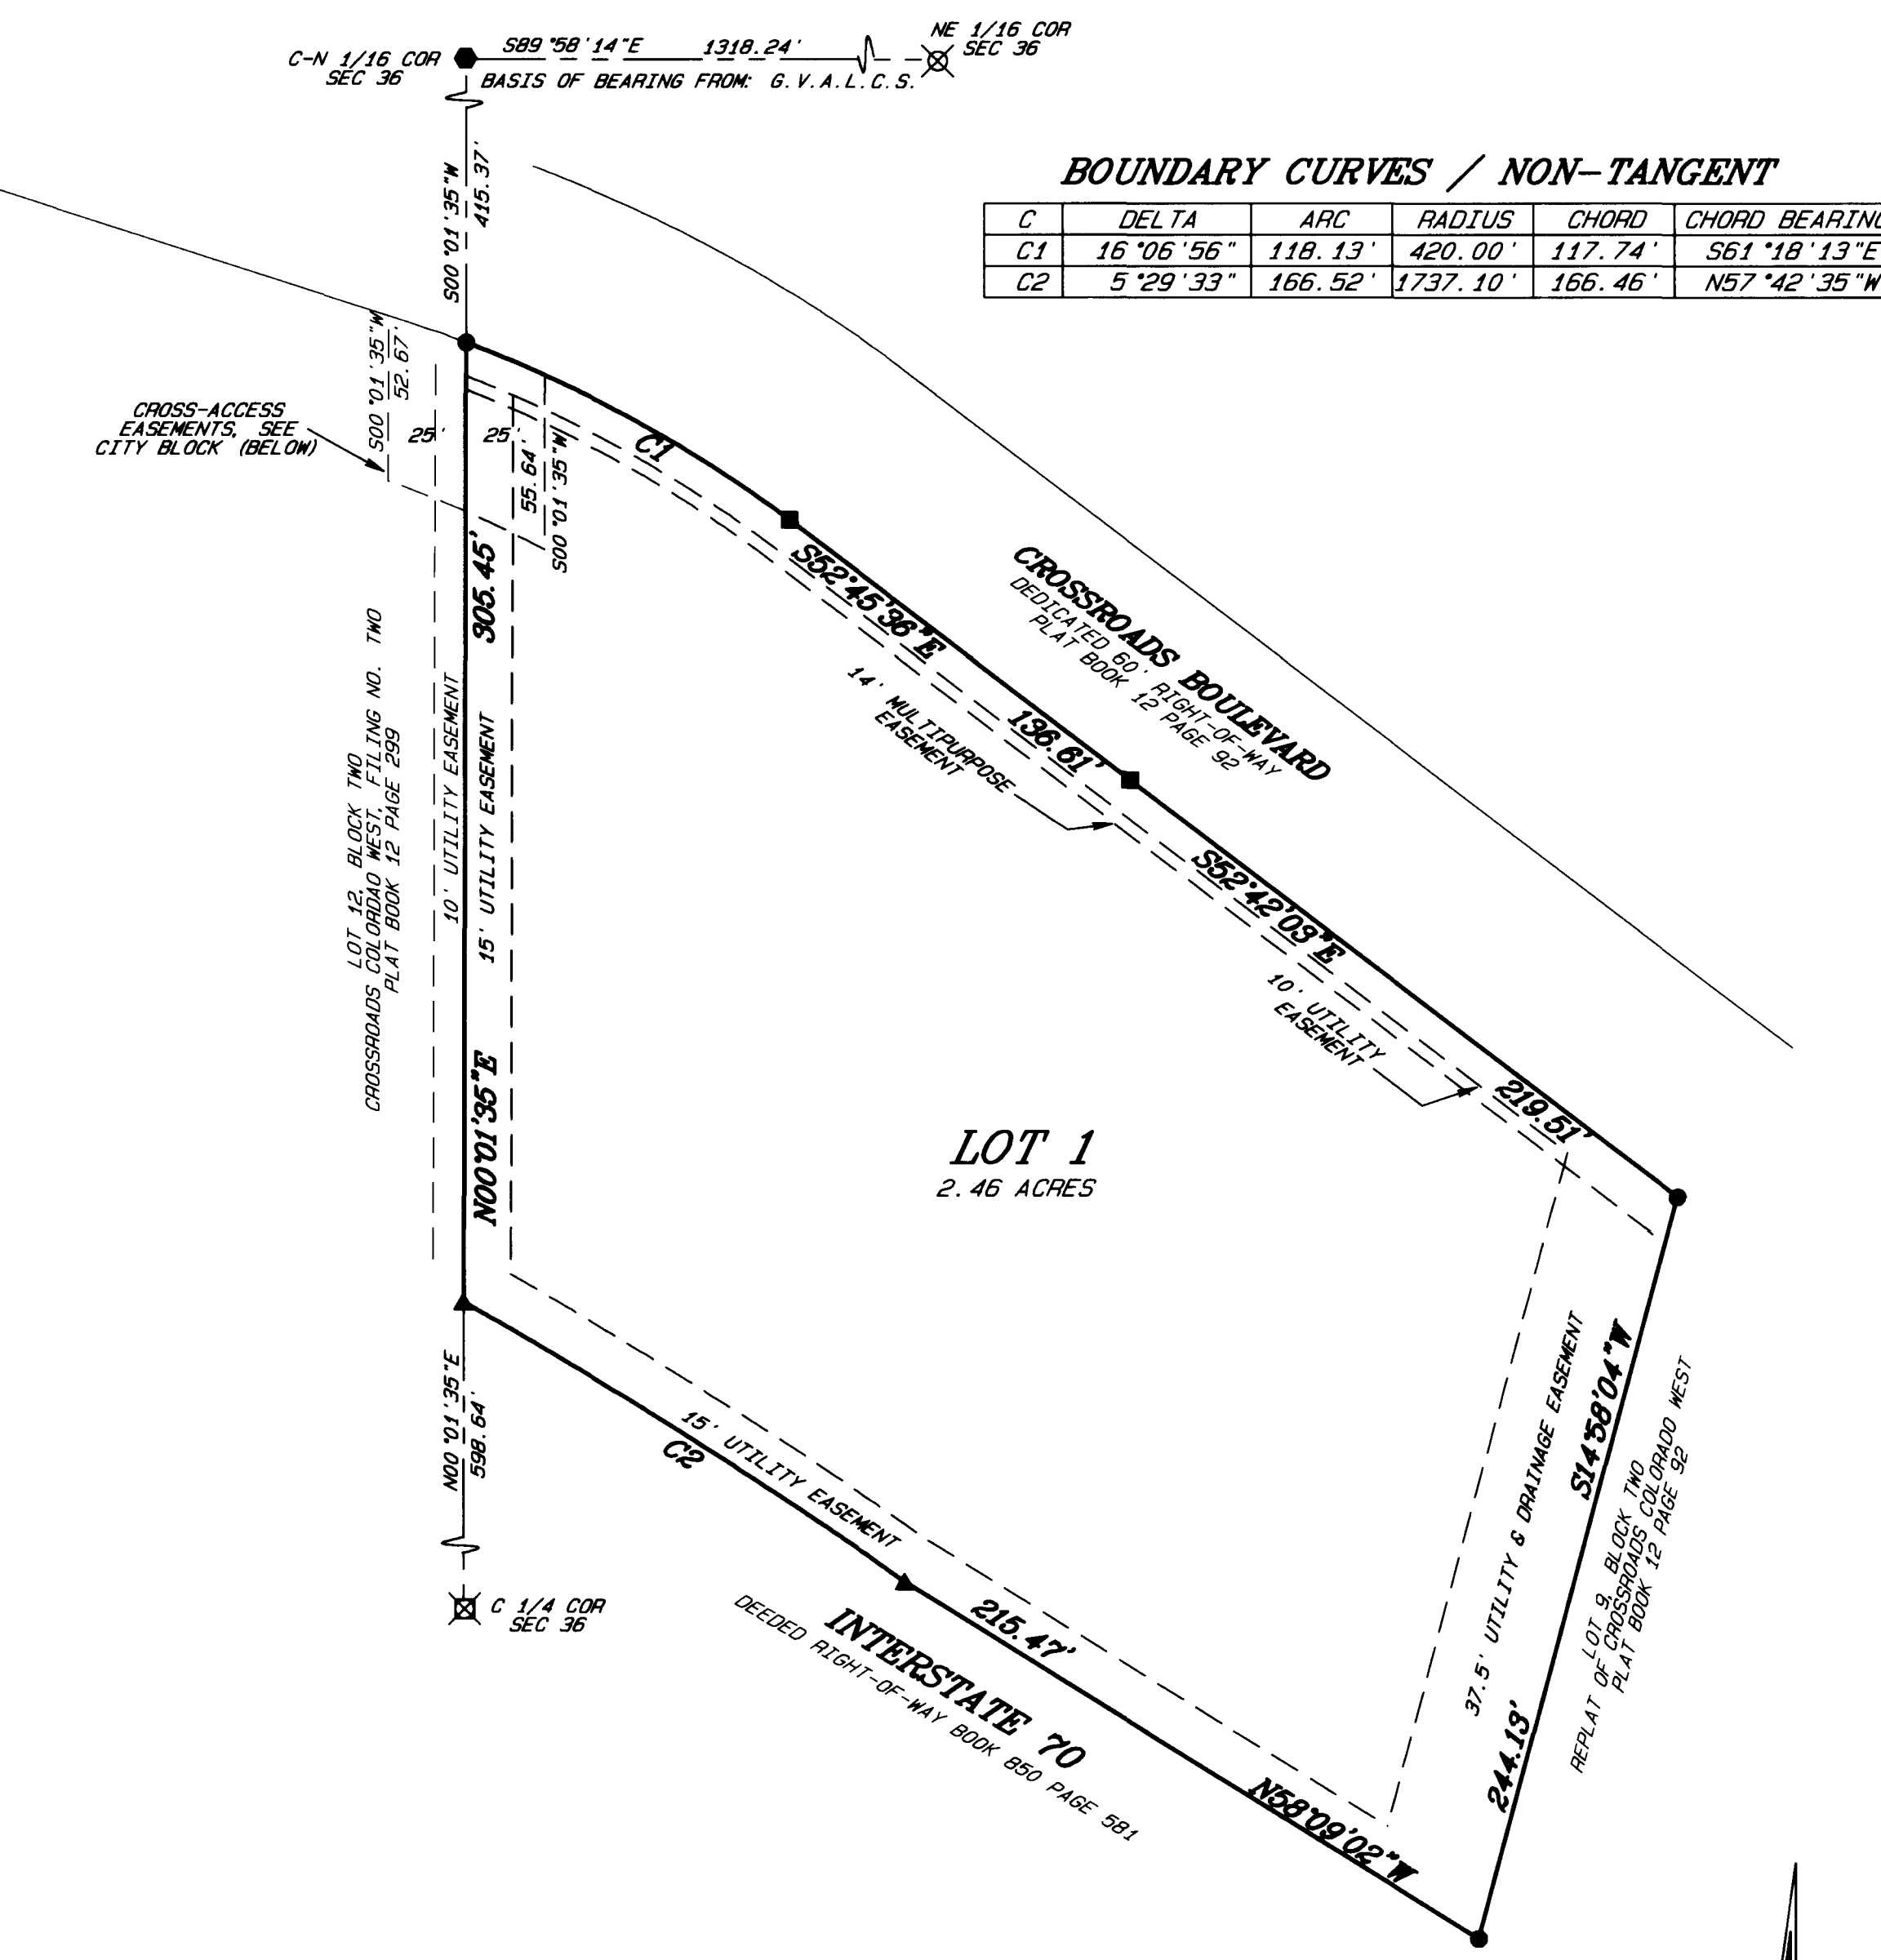 NE 1/16 COR
SEC 36
C-N 1/16 COR
SEC 36
S89°58'14"E 1318.24'
BASIS OF BEARING FROM: G.V.A.L.C.S.
S00°01'35"W
415.37'
BOUNDARY CURVES / NON-TANGENT
C DELTA ARC RADIUS CHORD CHORD BEARING
C1 16°06'56" 118.13' 420.00' 117.74' S61°18'13"E
C2 5°29'33" 166.52' 1737.10' 166.46' N57°42'35"W
S00°01'35"W
52.67'
CROSS-ACCESS
EASEMENTS, SEE
CITY BLOCK (BELOW)
25'
25'
55.64'
S00°01'35"W
C1
S52°45'36"E 136.61'
CROSSROADS BOULEVARD
DEDICATED 60' RIGHT-OF-WAY
PLAT BOOK 12 PAGE 92
14' MULTIPURPOSE
EASEMENT
S52°42'03"E 219.51'
10' UTILITY
EASEMENT
LOT 12, BLOCK TWO
CROSSROADS COLORDAO WEST, FILING NO. TWO
PLAT BOOK 12 PAGE 299
10' UTILITY EASEMENT
15' UTILITY EASEMENT
N00°01'35"E 305.45'
LOT 1
2.46 ACRES
N00°01'35"E
598.64'
C 1/4 COR
SEC 36
C2
15' UTILITY EASEMENT
215.47' N58°09'02"W
INTERSTATE 70
DEEDED RIGHT-OF-WAY BOOK 850 PAGE 581
37.5' UTILITY & DRAINAGE EASEMENT
244.13' S14°58'04"W
LOT 9, BLOCK TWO
REPLAT OF CROSSROADS COLORADO WEST
PLAT BOOK 12 PAGE 92